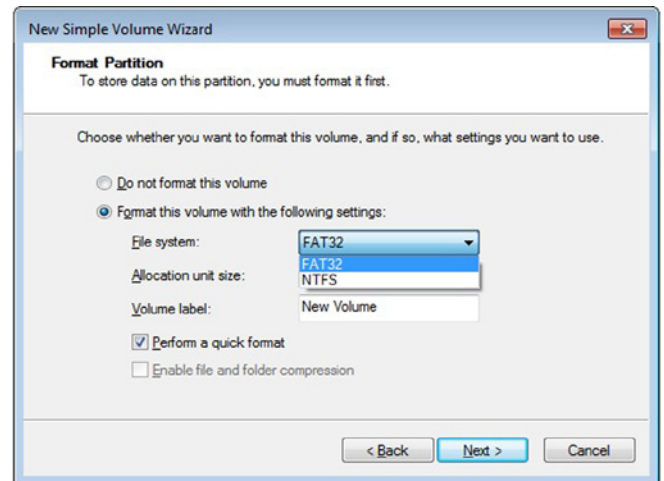 New Simple Volume Wizard
Format Partition
To store data on this partition, you must format it first.
Choose whether you want to format this volume, and if so, what settings you want to use.
Do not format this volume
Format this volume with the following settings:
File system: FAT32
FAT32
Allocation unit size: NTFS
Volume label: New Volume
Perform a quick format
Enable file and folder compression
< Back Next > Cancel